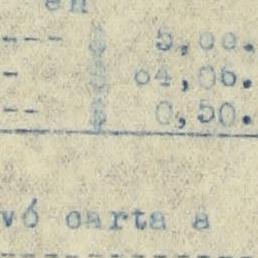 en
--- $ 5,00.
- $ 64,06.
-- $ 0,50.
vó carta a